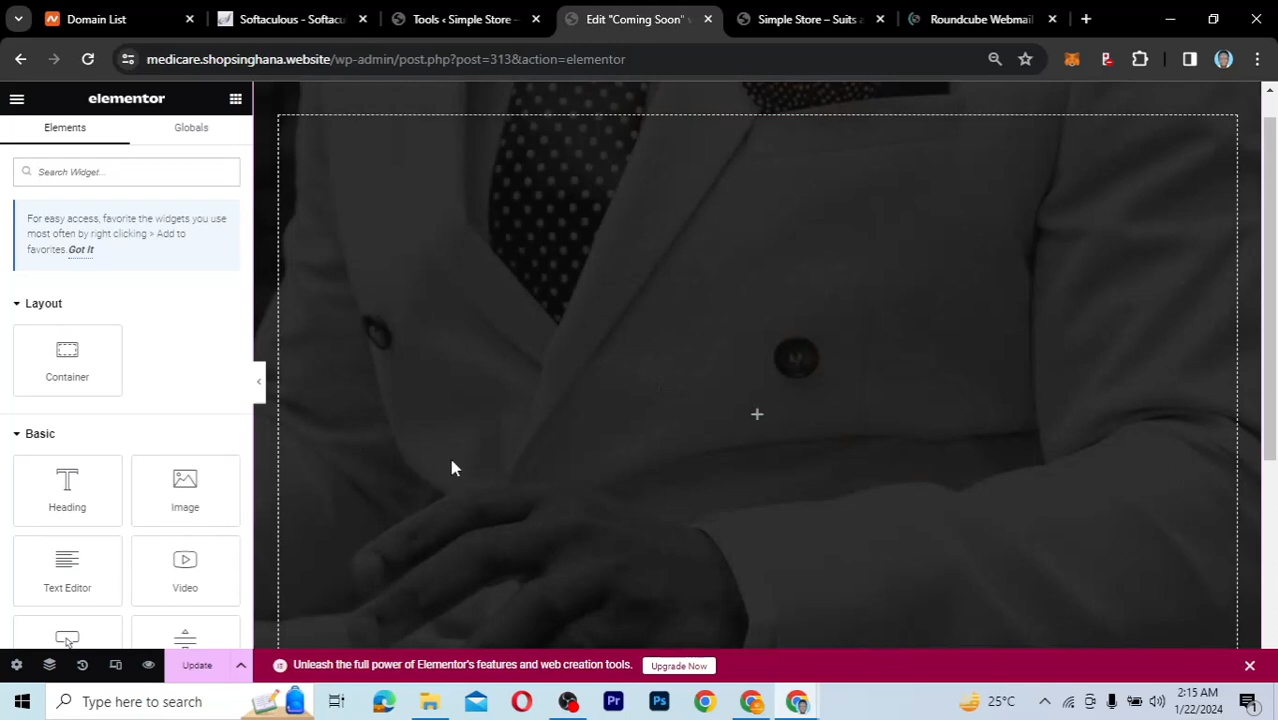 Domain List
Softaculous - Softacu
Tools ‹ Simple Store —
Edit "Coming Soon"
Simple Store – Suits a
Roundcube Webmail
medicare.shopsinghana.website/wp-admin/post.php?post=313&action=elementor
elementor
Elements
Globals
Search Widget...
For easy access, favorite the widgets you use
most often by right clicking > Add to
favorites. Got It
Layout
Container
Basic
Heading
Image
Text Editor
Video
Update
Unleash the full power of Elementor's features and web creation tools.
Upgrade Now
Type here to search
Pr
Ps
25°C
2:15 AM
1/22/2024
1